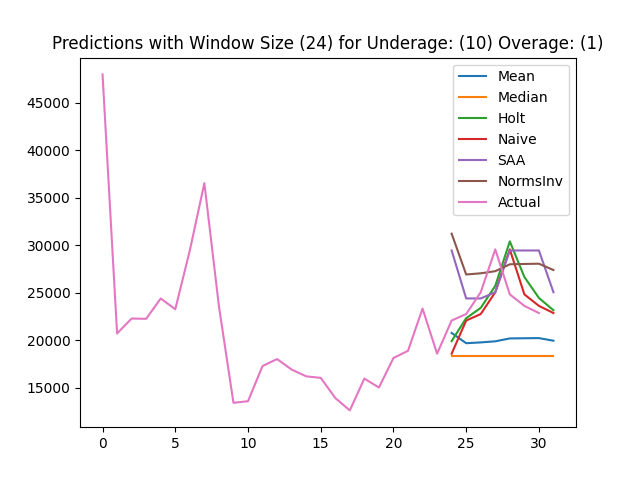 Predictions with Window Size (24) for Underage: (10) Overage: (1)
Mean
Median
Holt
Naive
SAA
NormsInv
Actual
45000
40000
35000
30000
25000
20000
15000
0 5 10 15 20 25 30